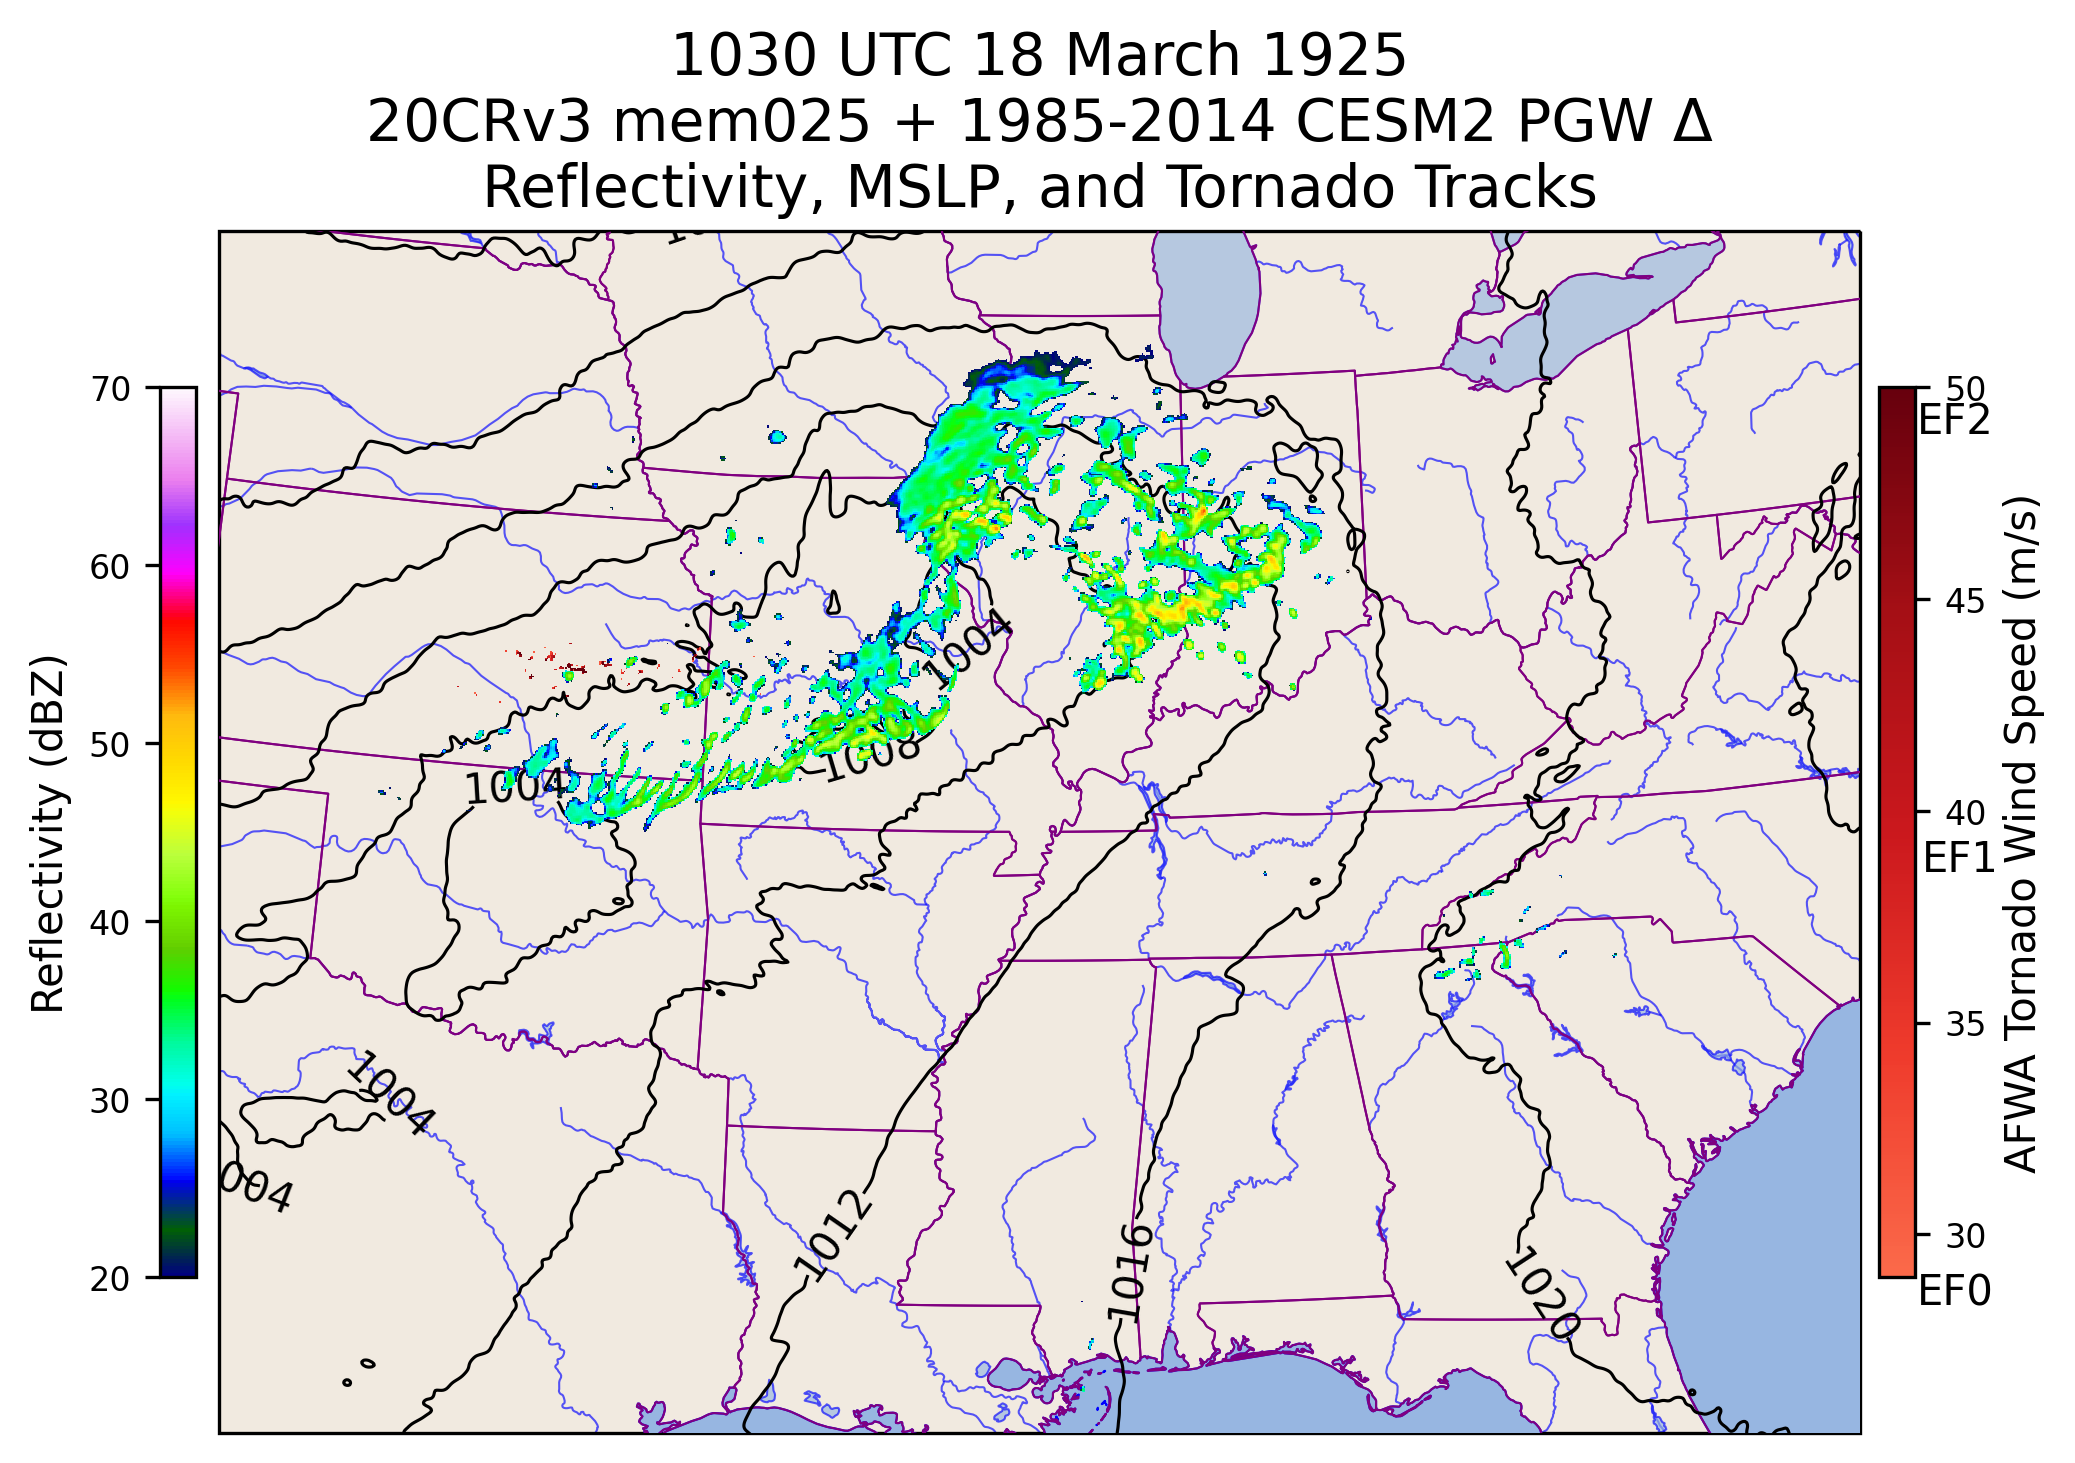 1030 UTC 18 March 1925
20CRv3 mem025 + 1985-2014 CESM2 PGW Δ
Reflectivity, MSLP, and Tornado Tracks
Reflectivity (dBZ)
70
60
50
40
30
20
1004
1008
1004
1004
004
1012
1016
1020
50
EF2
45
40
EF1
35
30
EF0
AFWA Tornado Wind Speed (m/s)